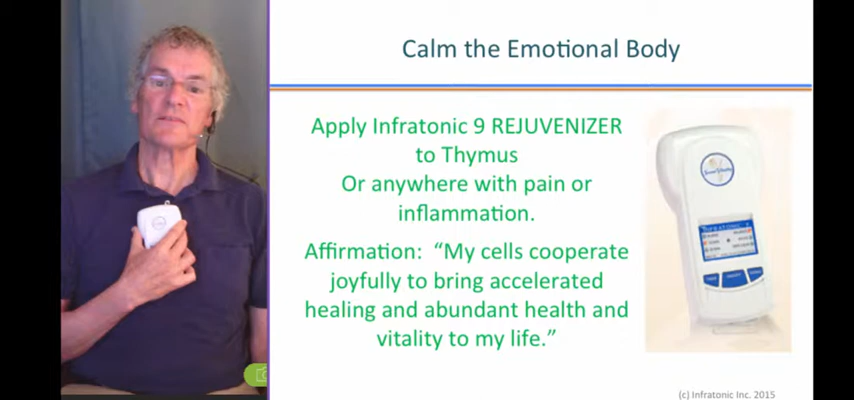 Calm the Emotional Body
Apply Infratonic 9 REJUVENIZER
to Thymus
Or anywhere with pain or
inflammation.
Affirmation: “My cells cooperate
joyfully to bring accelerated
healing and abundant health and
vitality to my life.”
(c) Infratonic Inc. 2015